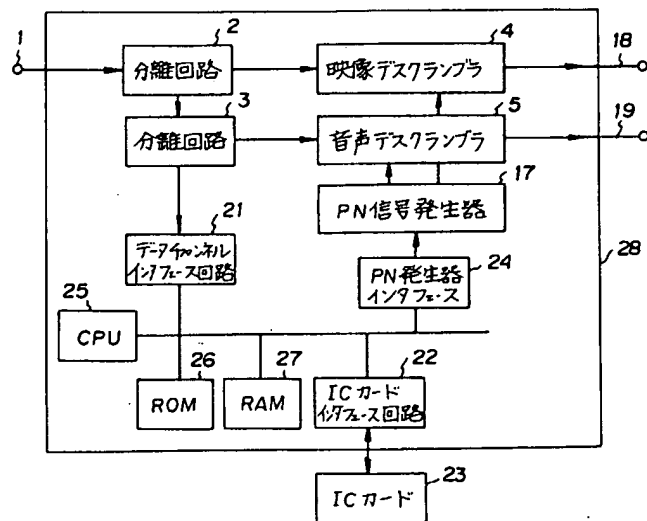 1
2
分離回路
4
映像デスクランブラ
18
3
分離回路
5
音声デスクランブラ
19
17
PN信号発生器
21
データチャンネル
インタフェース回路
24
PN発生器
インタフェース
28
25
CPU
26
ROM
27
RAM
22
ICカード
インタフェース回路
23
ICカード